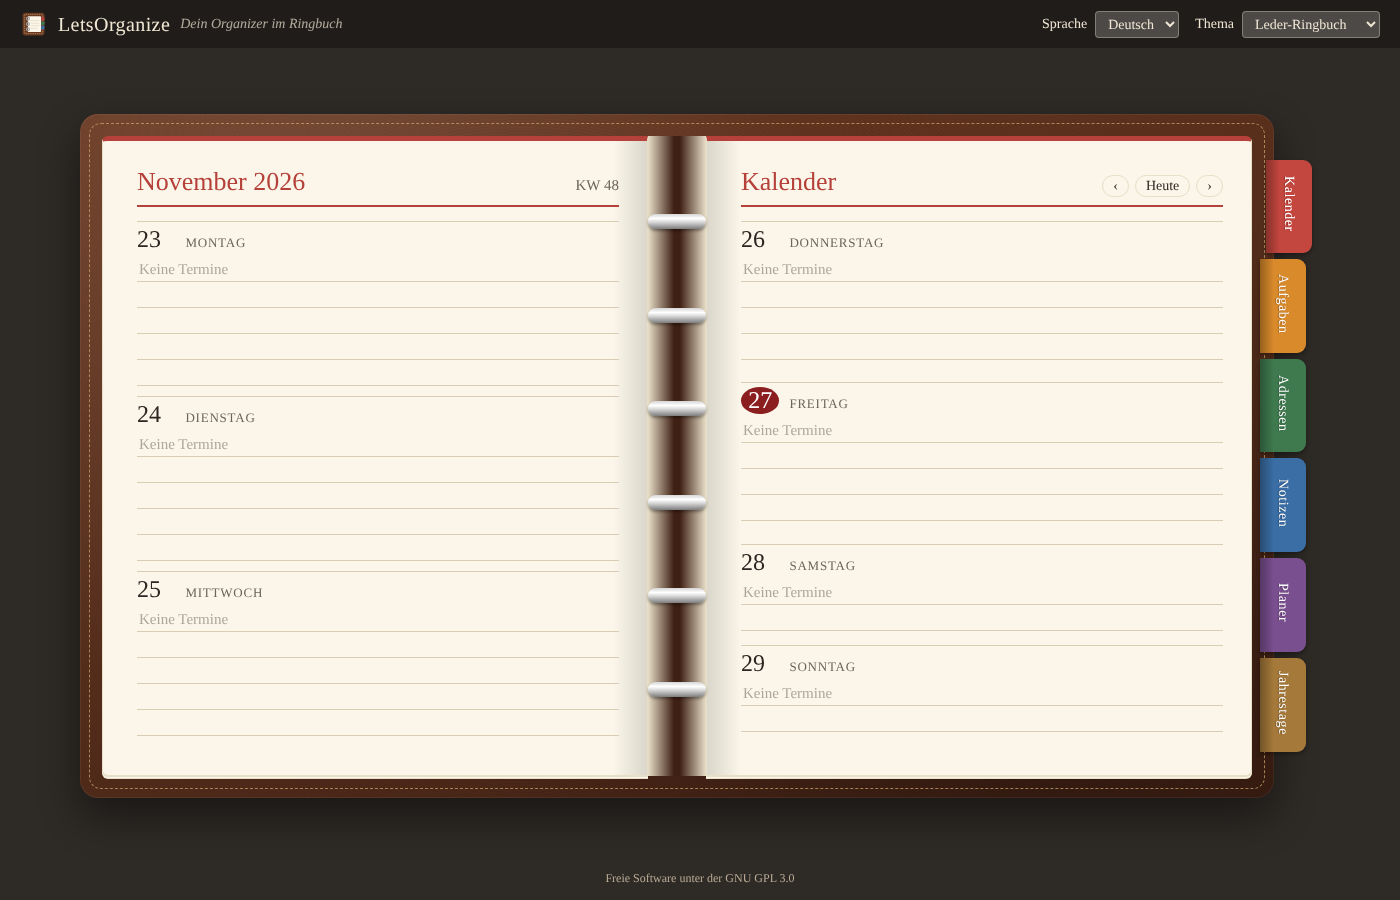 LetsOrganize Dein Organizer im Ringbuch Sprache Deutsch Thema Leder-Ringbuch
November 2026 KW 48
23 MONTAG
Keine Termine
24 DIENSTAG
Keine Termine
25 MITTWOCH
Keine Termine
Kalender ‹ Heute ›
26 DONNERSTAG
Keine Termine
27 FREITAG
Keine Termine
28 SAMSTAG
Keine Termine
29 SONNTAG
Keine Termine
Kalender
Aufgaben
Adressen
Notizen
Planer
Jahrestage
Freie Software unter der GNU GPL 3.0